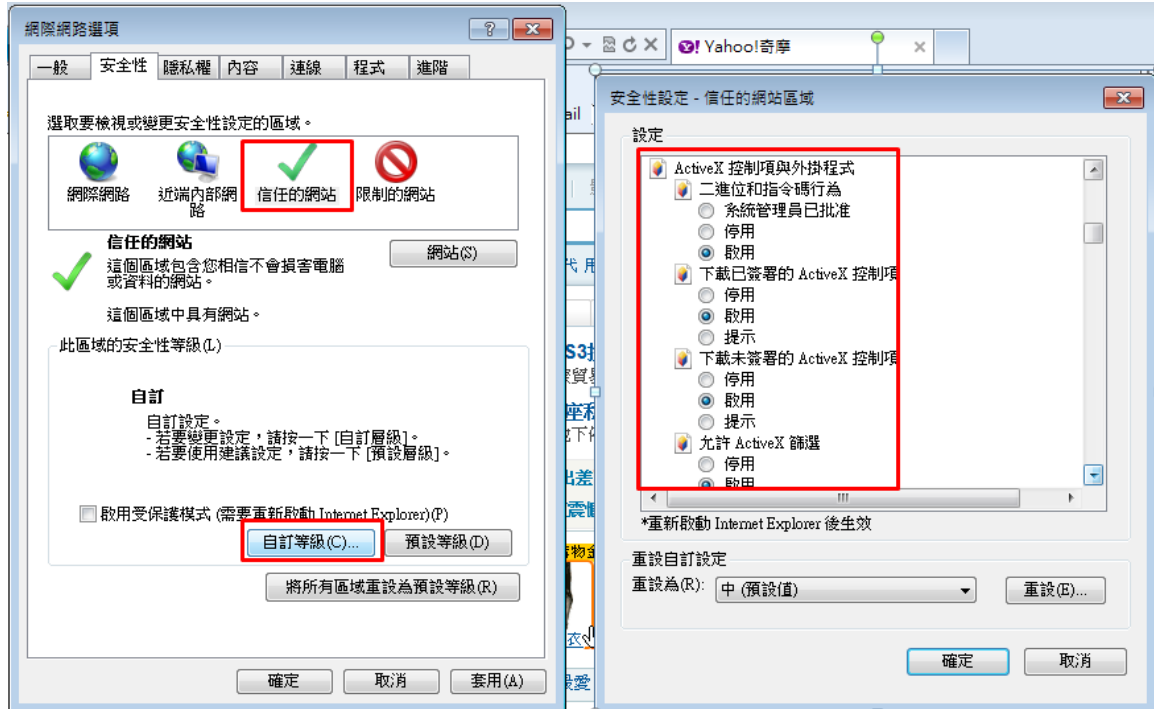 網際網路選項
一般 安全性 隱私權 內容 連線 程式 進階
選取要檢視或變更安全性設定的區域。
網際網路 近端內部網路 信任的網站 限制的網站
信任的網站
這個區域包含您相信不會損害電腦
或資料的網站。
網站(S)
這個區域中具有網站。
此區域的安全性等級(L)
自訂
自訂設定。
- 若要變更設定，請按一下 [自訂層級]。
- 若要使用建議設定，請按一下 [預設層級]。
啟用受保護模式 (需要重新啟動 Internet Explorer)(P)
自訂等級(C)... 預設等級(D)
將所有區域重設為預設等級(R)
確定 取消 套用(A)
Yahoo!奇摩
ail
代 用
S3
出差
物金
衣
最愛
安全性設定 - 信任的網站區域
設定
ActiveX 控制項與外掛程式
二進位和指令碼行為
系統管理員已批准
停用
啟用
下載已簽署的 ActiveX 控制項
停用
啟用
提示
下載未簽署的 ActiveX 控制項
停用
啟用
提示
允許 ActiveX 篩選
停用
啟用
*重新啟動 Internet Explorer 後生效
重設自訂設定
重設為(R): 中 (預設值) 重設(E)...
確定 取消